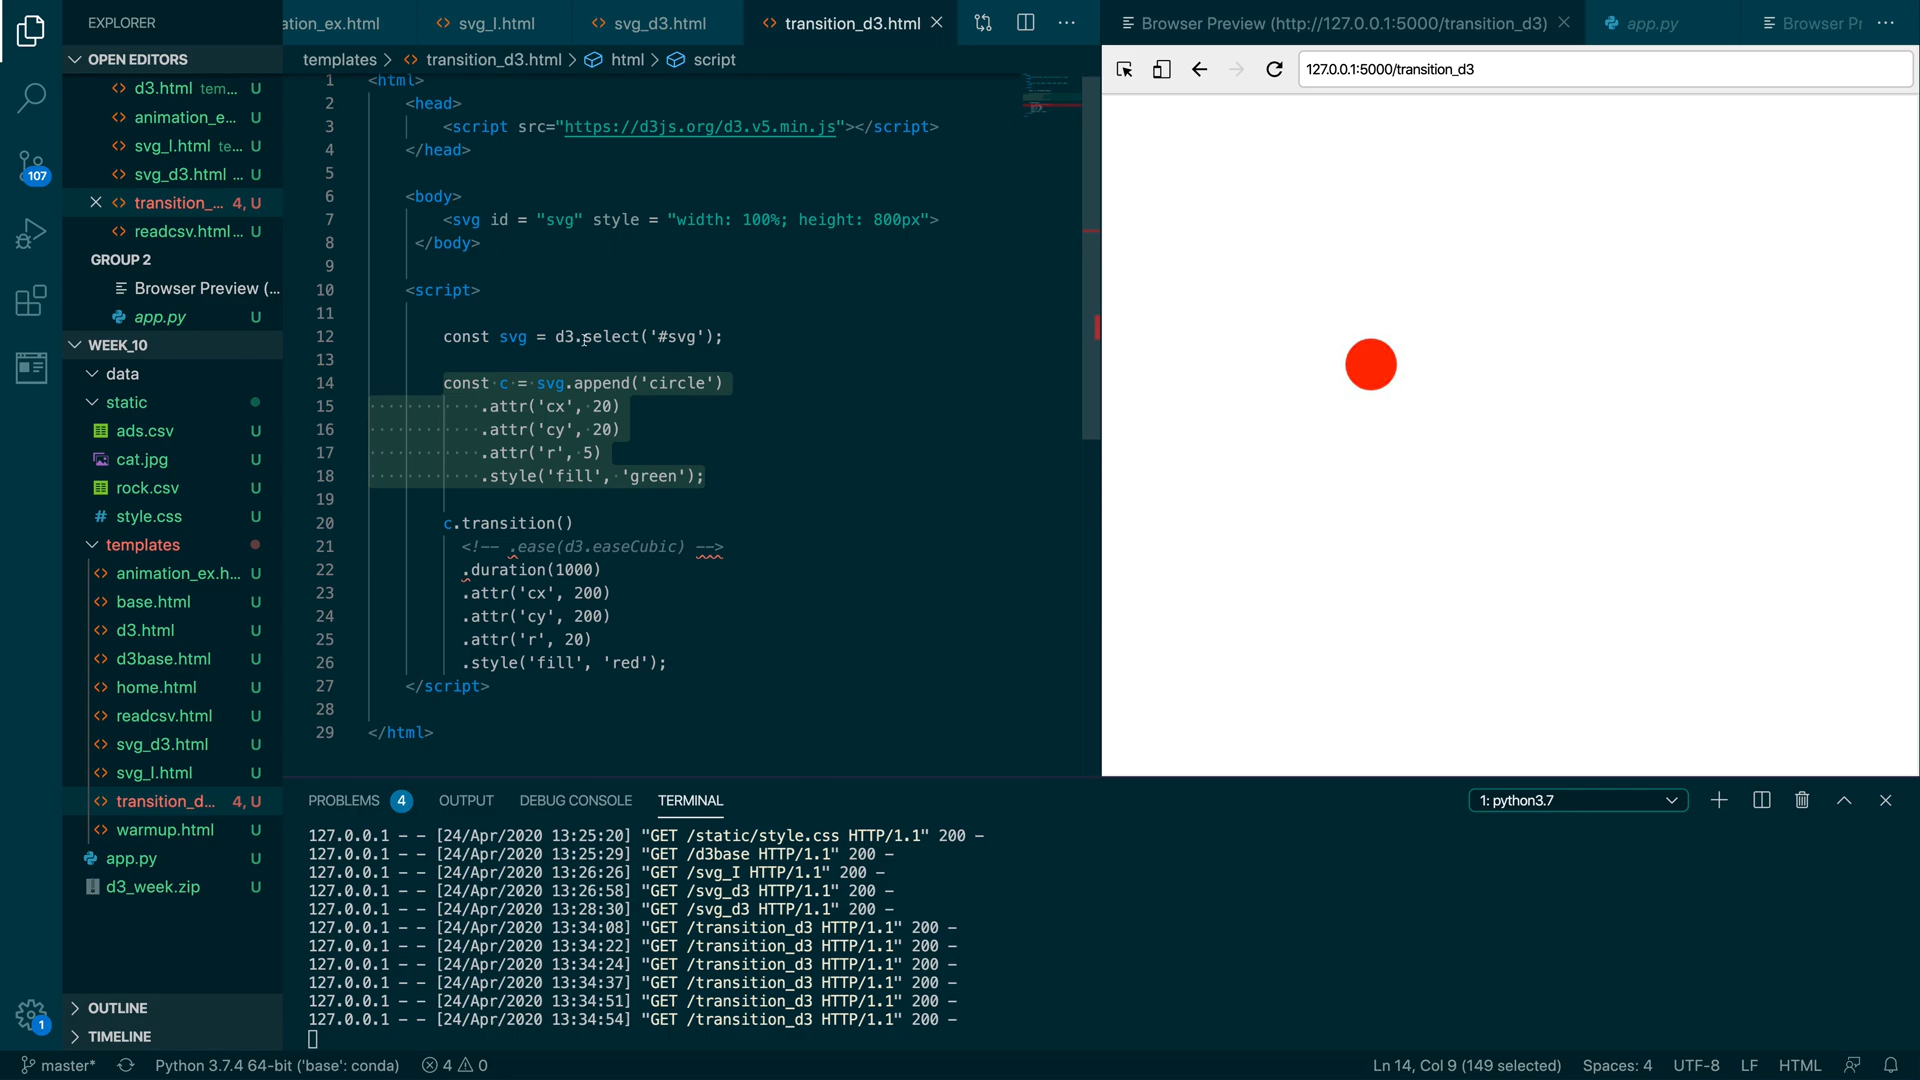 EXPLORER
OPEN EDITORS
d3.html tem... U
animation_e... U
svg_l.html te... U
svg_d3.html ... U
transition_... 4, U
readcsv.html... U
GROUP 2
Browser Preview (...
app.py U
WEEK_10
data
static
ads.csv U
cat.jpg U
rock.csv U
style.css U
templates
animation_ex.h... U
base.html U
d3.html U
d3base.html U
home.html U
readcsv.html U
svg_d3.html U
svg_l.html U
transition_d... 4, U
warmup.html U
app.py U
d3_week.zip U
OUTLINE
TIMELINE
107
1
ation_ex.html svg_l.html svg_d3.html transition_d3.html
templates > transition_d3.html > html > script
1 <html>
2 <head>
3 <script src="https://d3js.org/d3.v5.min.js"></script>
4 </head>
5
6 <body>
7 <svg id = "svg" style = "width: 100%; height: 800px">
8 </body>
9
10 <script>
11
12 const svg = d3.select('#svg');
13
14 const c = svg.append('circle')
15 .attr('cx', 20)
16 .attr('cy', 20)
17 .attr('r', 5)
18 .style('fill', 'green');
19
20 c.transition()
21 <!-- .ease(d3.easeCubic) -->
22 .duration(1000)
23 .attr('cx', 200)
24 .attr('cy', 200)
25 .attr('r', 20)
26 .style('fill', 'red');
27 </script>
28
29 </html>
Browser Preview (http://127.0.0.1:5000/transition_d3) app.py Browser Pr
127.0.0.1:5000/transition_d3
PROBLEMS 4 OUTPUT DEBUG CONSOLE TERMINAL 1: python3.7
127.0.0.1 - - [24/Apr/2020 13:25:20] "GET /static/style.css HTTP/1.1" 200 -
127.0.0.1 - - [24/Apr/2020 13:25:29] "GET /d3base HTTP/1.1" 200 -
127.0.0.1 - - [24/Apr/2020 13:26:26] "GET /svg_I HTTP/1.1" 200 -
127.0.0.1 - - [24/Apr/2020 13:26:58] "GET /svg_d3 HTTP/1.1" 200 -
127.0.0.1 - - [24/Apr/2020 13:28:30] "GET /svg_d3 HTTP/1.1" 200 -
127.0.0.1 - - [24/Apr/2020 13:34:08] "GET /transition_d3 HTTP/1.1" 200 -
127.0.0.1 - - [24/Apr/2020 13:34:22] "GET /transition_d3 HTTP/1.1" 200 -
127.0.0.1 - - [24/Apr/2020 13:34:24] "GET /transition_d3 HTTP/1.1" 200 -
127.0.0.1 - - [24/Apr/2020 13:34:37] "GET /transition_d3 HTTP/1.1" 200 -
127.0.0.1 - - [24/Apr/2020 13:34:51] "GET /transition_d3 HTTP/1.1" 200 -
127.0.0.1 - - [24/Apr/2020 13:34:54] "GET /transition_d3 HTTP/1.1" 200 -
master* Python 3.7.4 64-bit ('base': conda) 4 0 Ln 14, Col 9 (149 selected) Spaces: 4 UTF-8 LF HTML